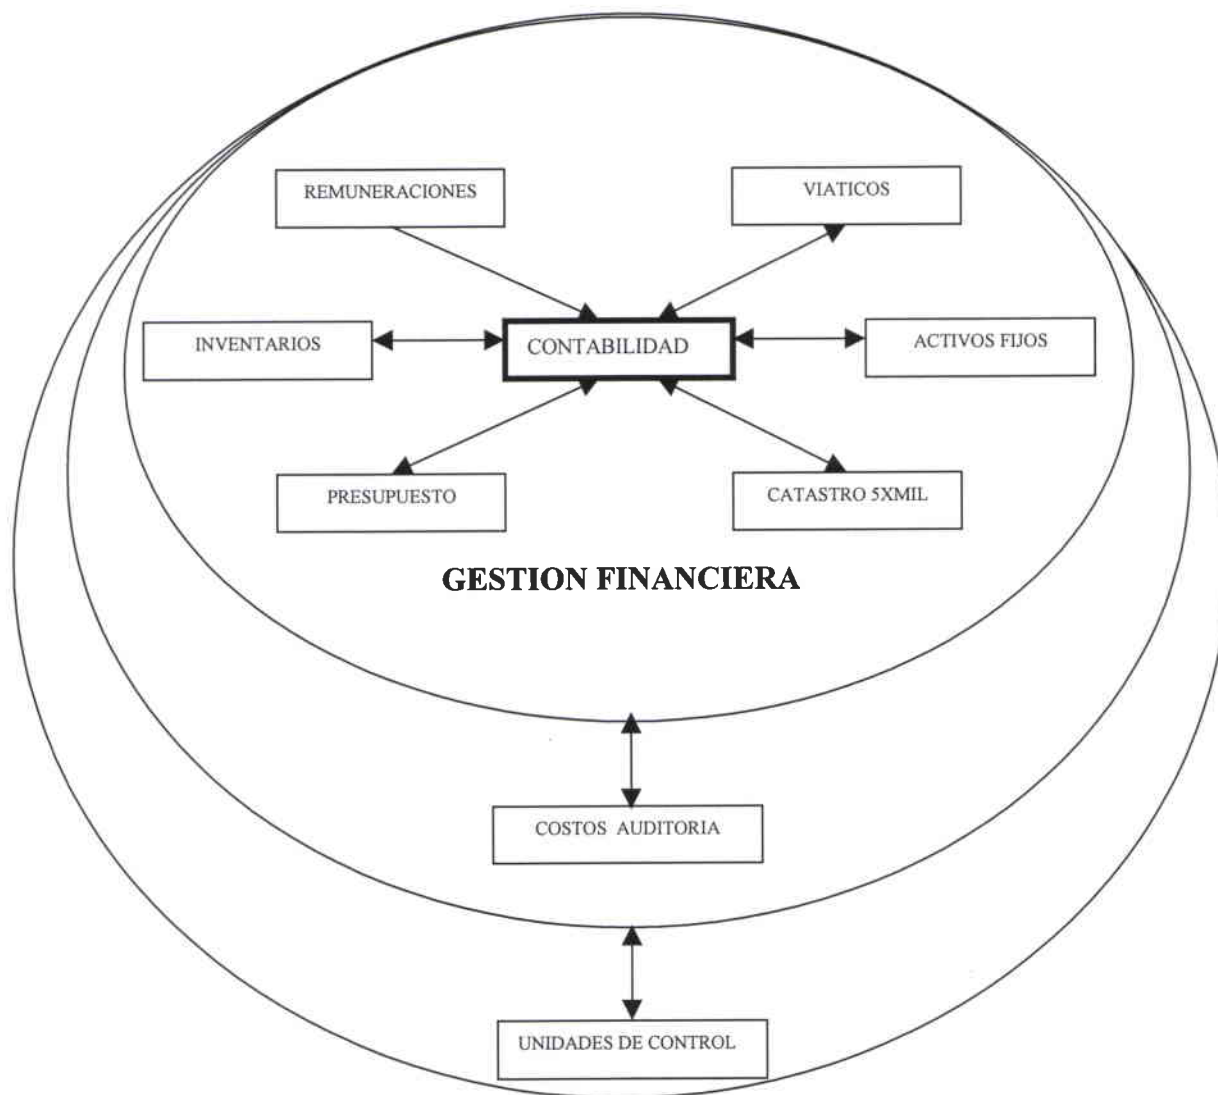 REMUNERACIONES
VIATICOS
INVENTARIOS
CONTABILIDAD
ACTIVOS FIJOS
PRESUPUESTO
CATASTRO 5XMIL
GESTION FINANCIERA
COSTOS AUDITORIA
UNIDADES DE CONTROL